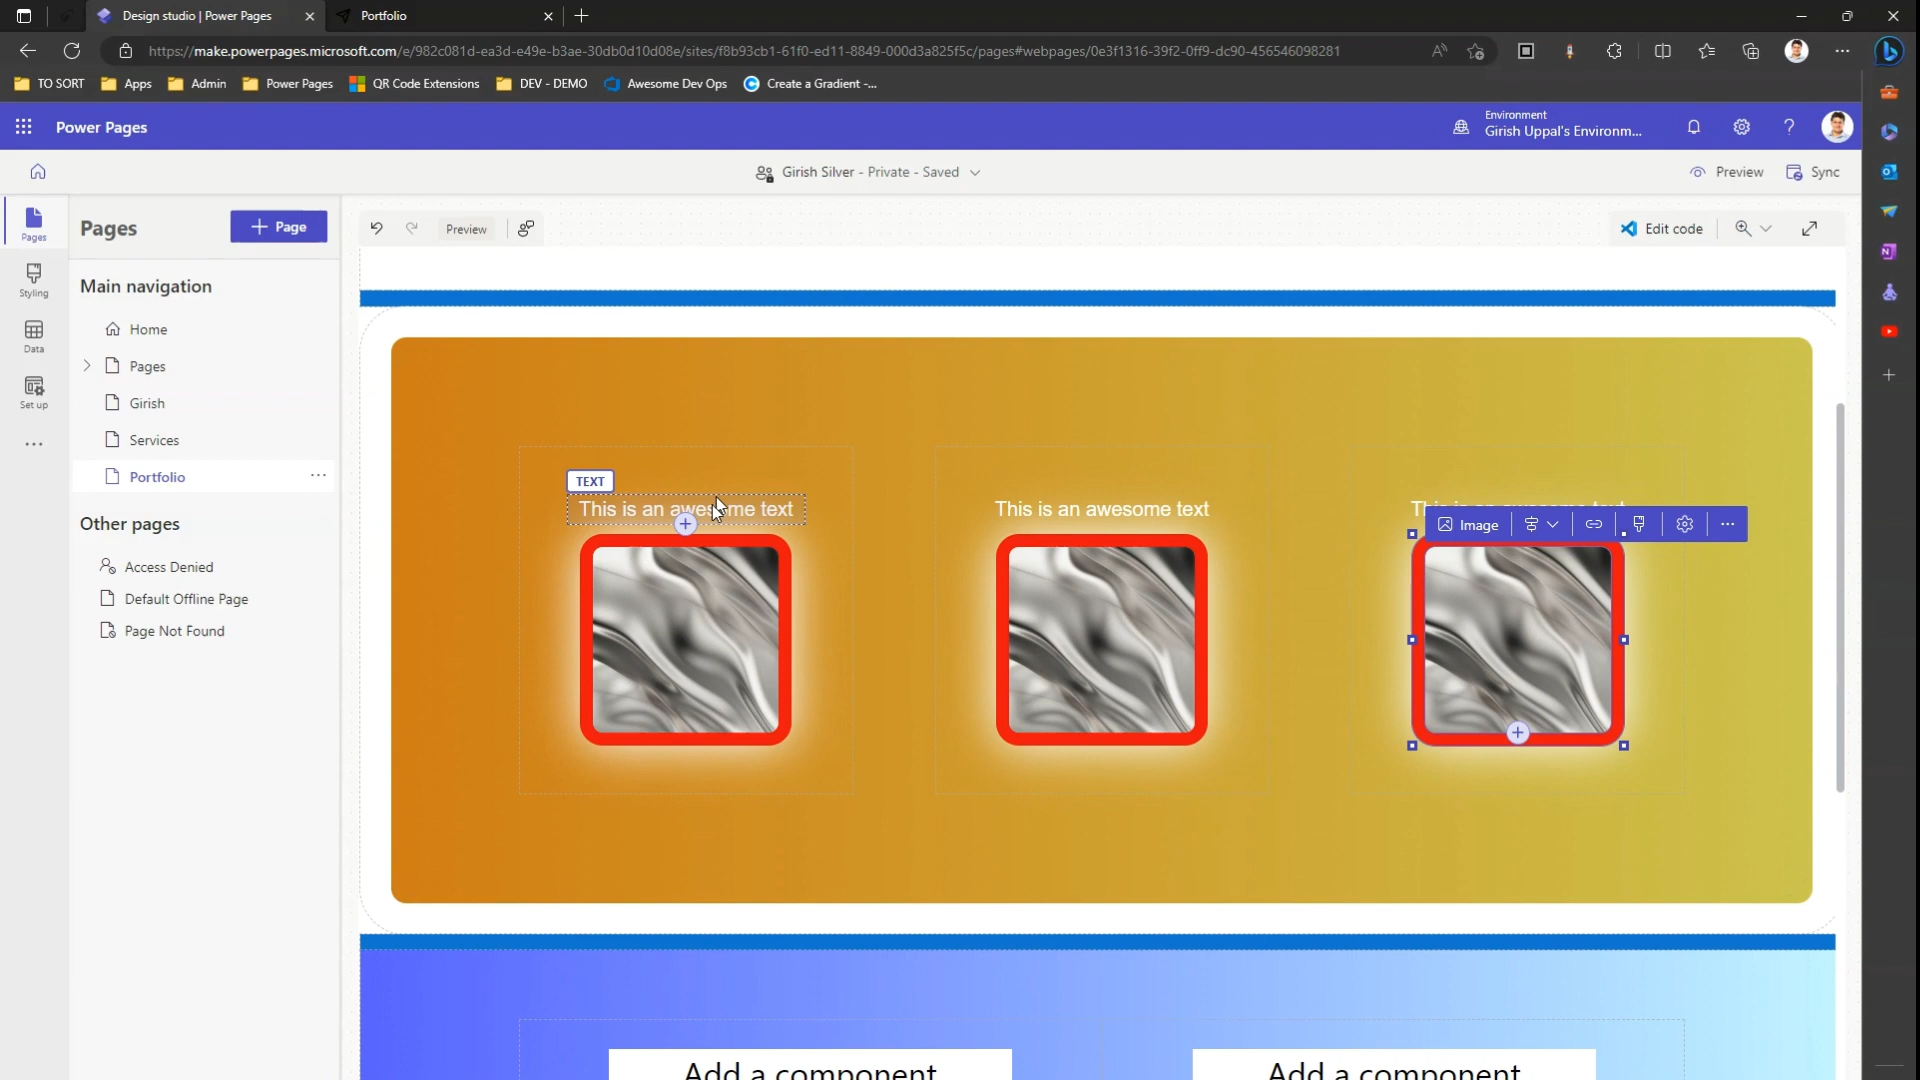 Design studio | Power Pages
Portfolio
https://make.powerpages.microsoft.com/e/982c081d-ea3d-e49e-b3ae-30db0d10d08e/sites/f8b93cb1-61f0-ed11-8849-000d3a825f5c/pages#webpages/0e3f1316-39f2-0ff9-dc90-456546098281
TO SORT
Apps
Admin
Power Pages
QR Code Extensions
DEV - DEMO
Awesome Dev Ops
Create a Gradient -...
Power Pages
Environment
Girish Uppal's Environm...
Girish Silver - Private - Saved
Preview
Sync
Pages
Styling
Data
Set up
Pages
+ Page
Main navigation
Home
Pages
Girish
Services
Portfolio
Other pages
Access Denied
Default Offline Page
Page Not Found
Preview
Edit code
TEXT
This is an awesome text
This is an awesome text
This is an awesome text
Image
Add a component
Add a component